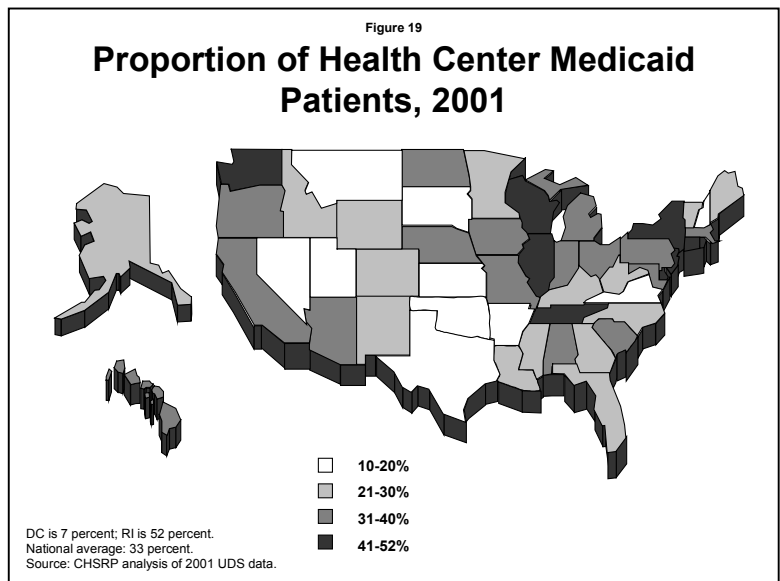 Figure 19
Proportion of Health Center Medicaid
Patients, 2001
10-20%
21-30%
31-40%
41-52%
DC is 7 percent; RI is 52 percent.
National average: 33 percent.
Source: CHSRP analysis of 2001 UDS data.